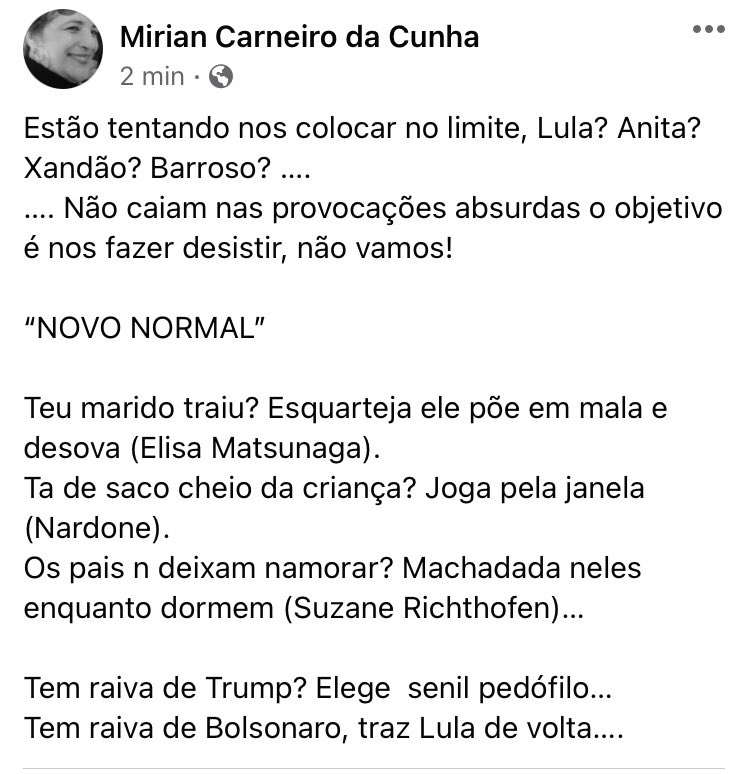 Mirian Carneiro da Cunha
2 min ·
Estão tentando nos colocar no limite, Lula? Anita?
Xandão? Barroso? ....
.... Não caiam nas provocações absurdas o objetivo
é nos fazer desistir, não vamos!
“NOVO NORMAL”
Teu marido traiu? Esquarteja ele põe em mala e
desova (Elisa Matsunaga).
Ta de saco cheio da criança? Joga pela janela
(Nardone).
Os pais n deixam namorar? Machadada neles
enquanto dormem (Suzane Richthofen)...
Tem raiva de Trump? Elege  senil pedófilo...
Tem raiva de Bolsonaro, traz Lula de volta....